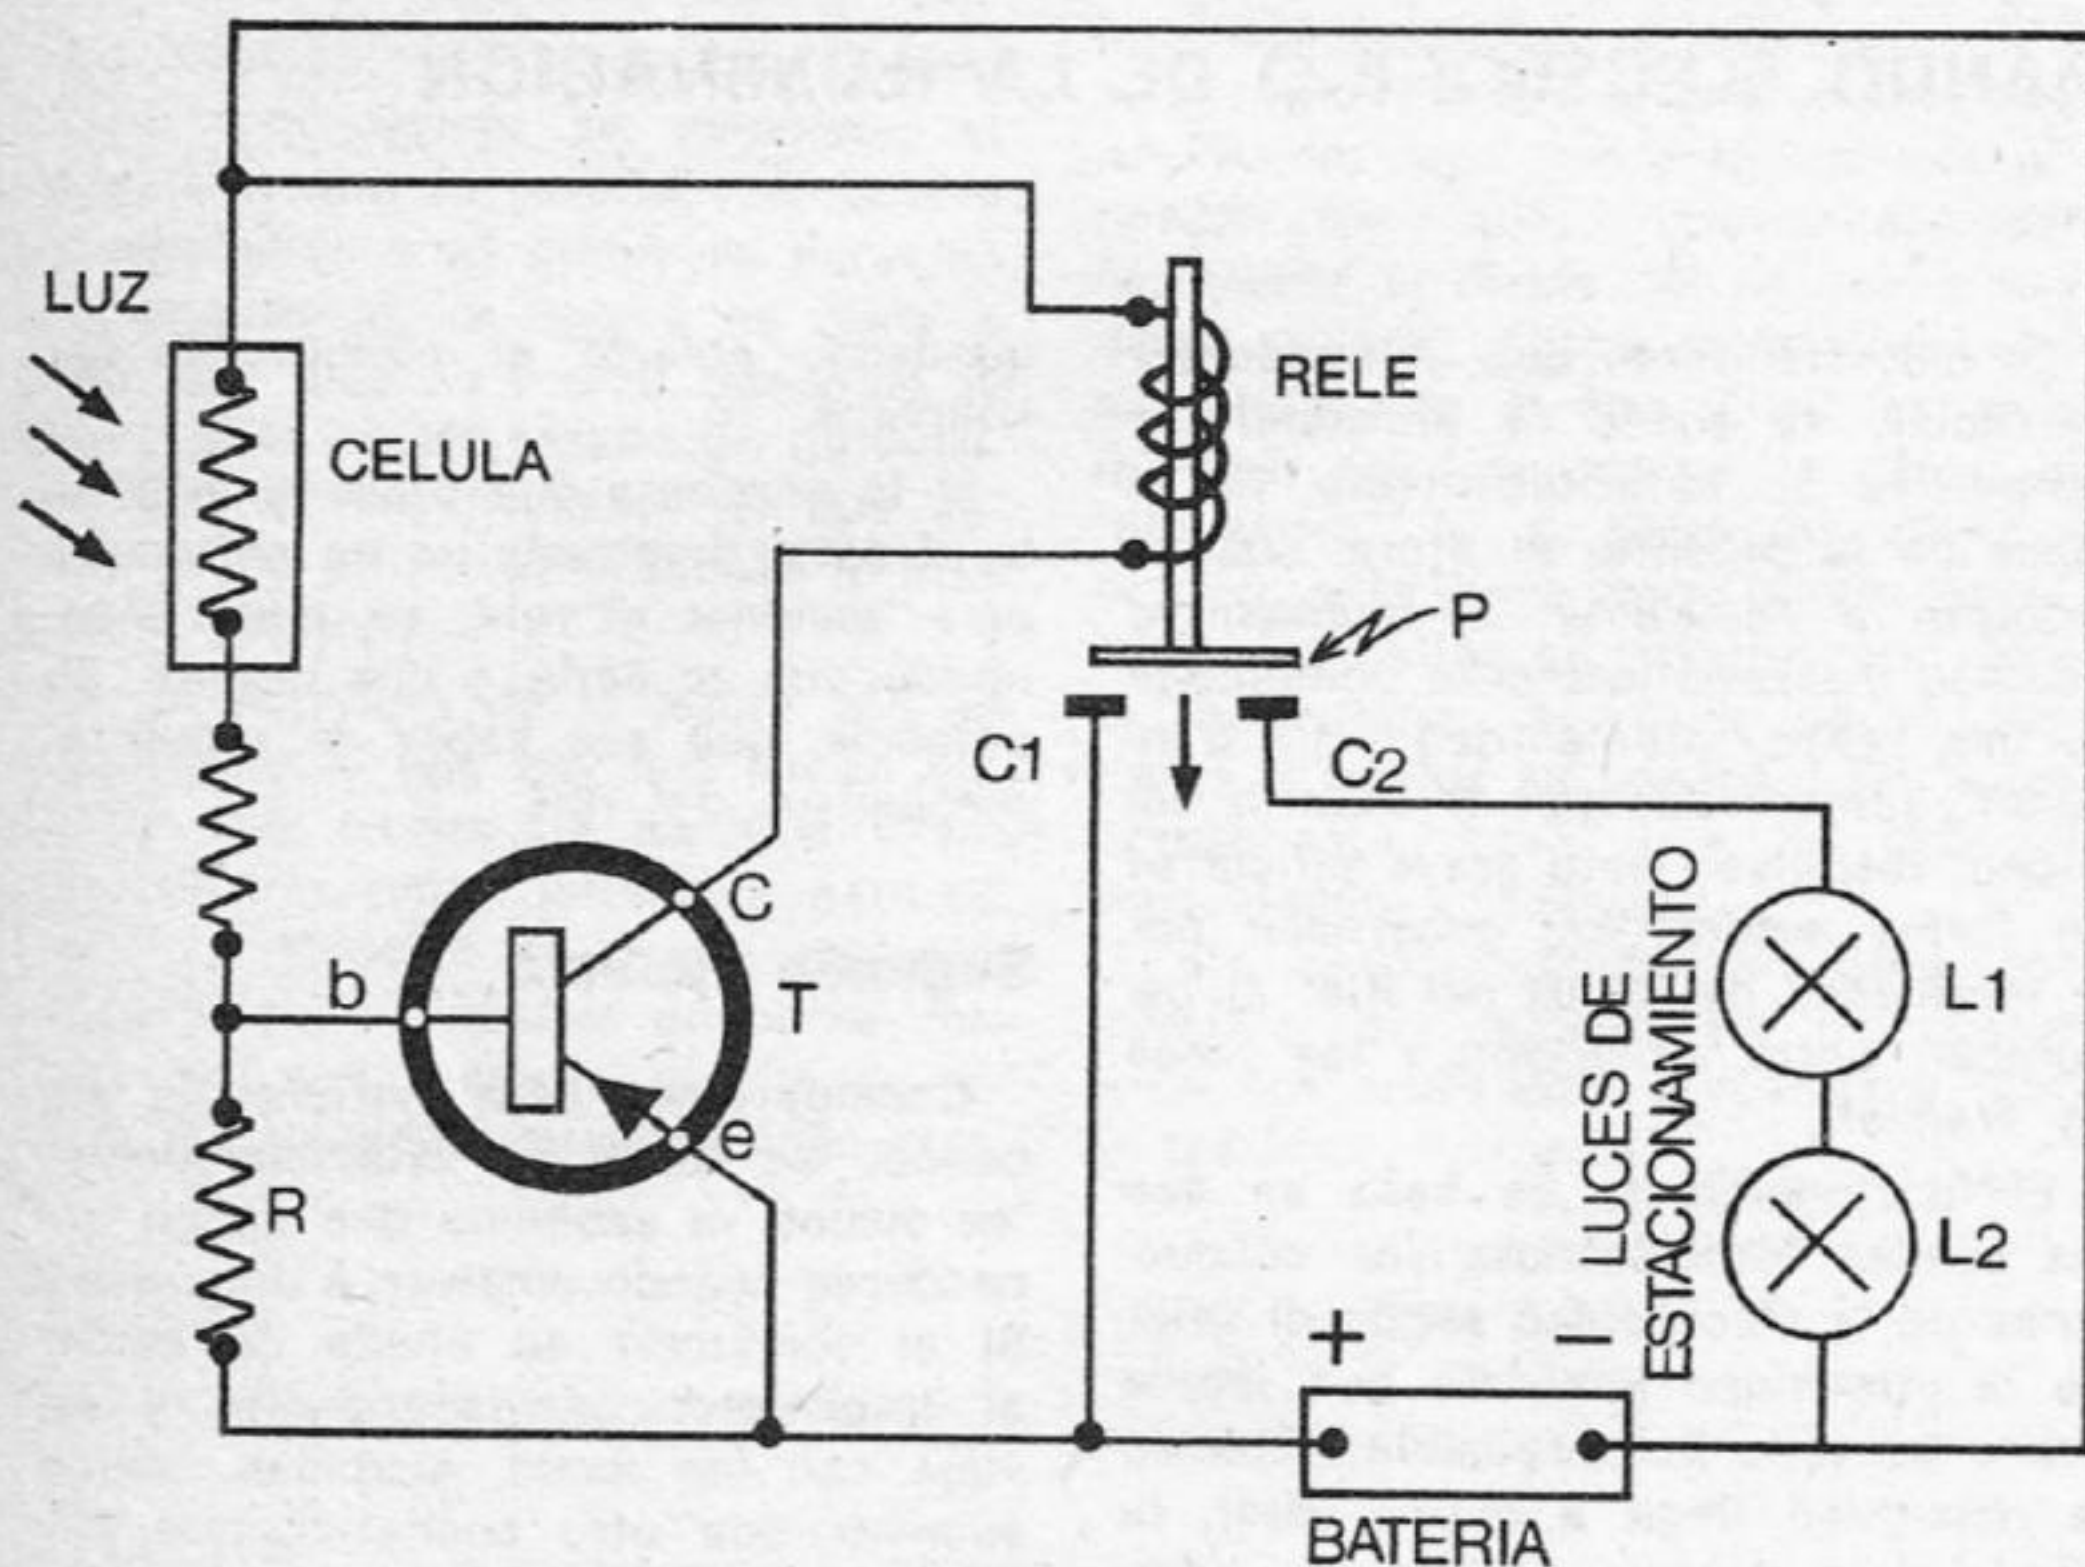 LUZ
CELULA
RELE
P
C1
C2
C
b
T
e
R
L1
L2
LUCES DE
ESTACIONAMIENTO
+
−
BATERIA